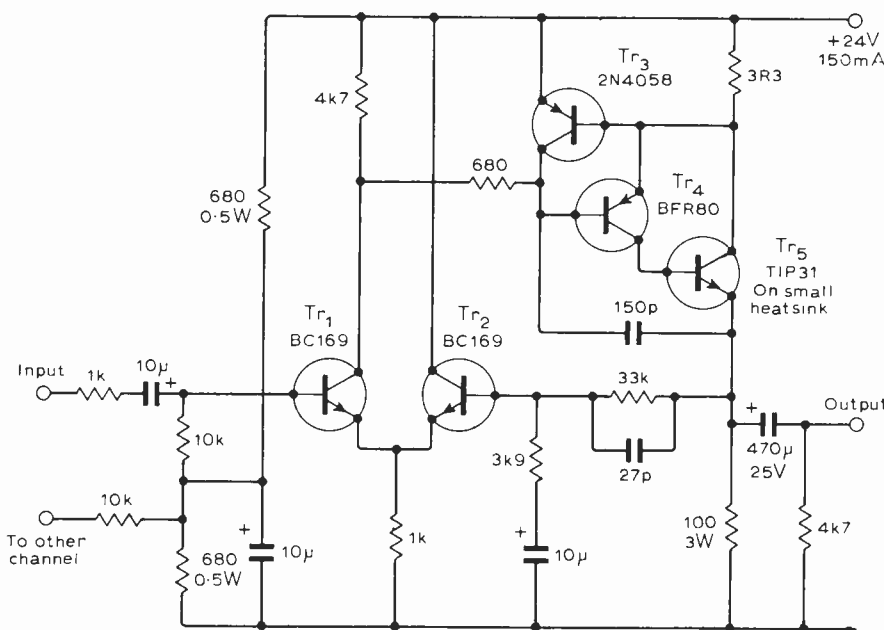 +24V
150mA
Tr3
2N4058
3R3
4k7
680
680
0·5W
Tr4
BFR80
Tr5
TIP31
On small
heatsink
150p
Tr1
BC169
Tr2
BC169
Input
1k
10µ
+
33k
+
Output
10k
3k9
27p
470µ
25V
10k
To other
channel
+
10µ
1k
+
10µ
100
3W
4k7
680
0·5W